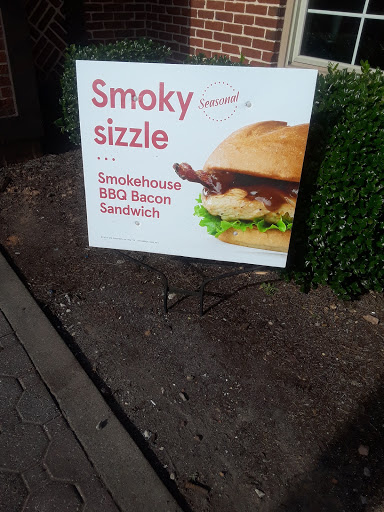 Smoky
sizzle
Seasonal
...
Smokehouse
BBQ Bacon
Sandwich